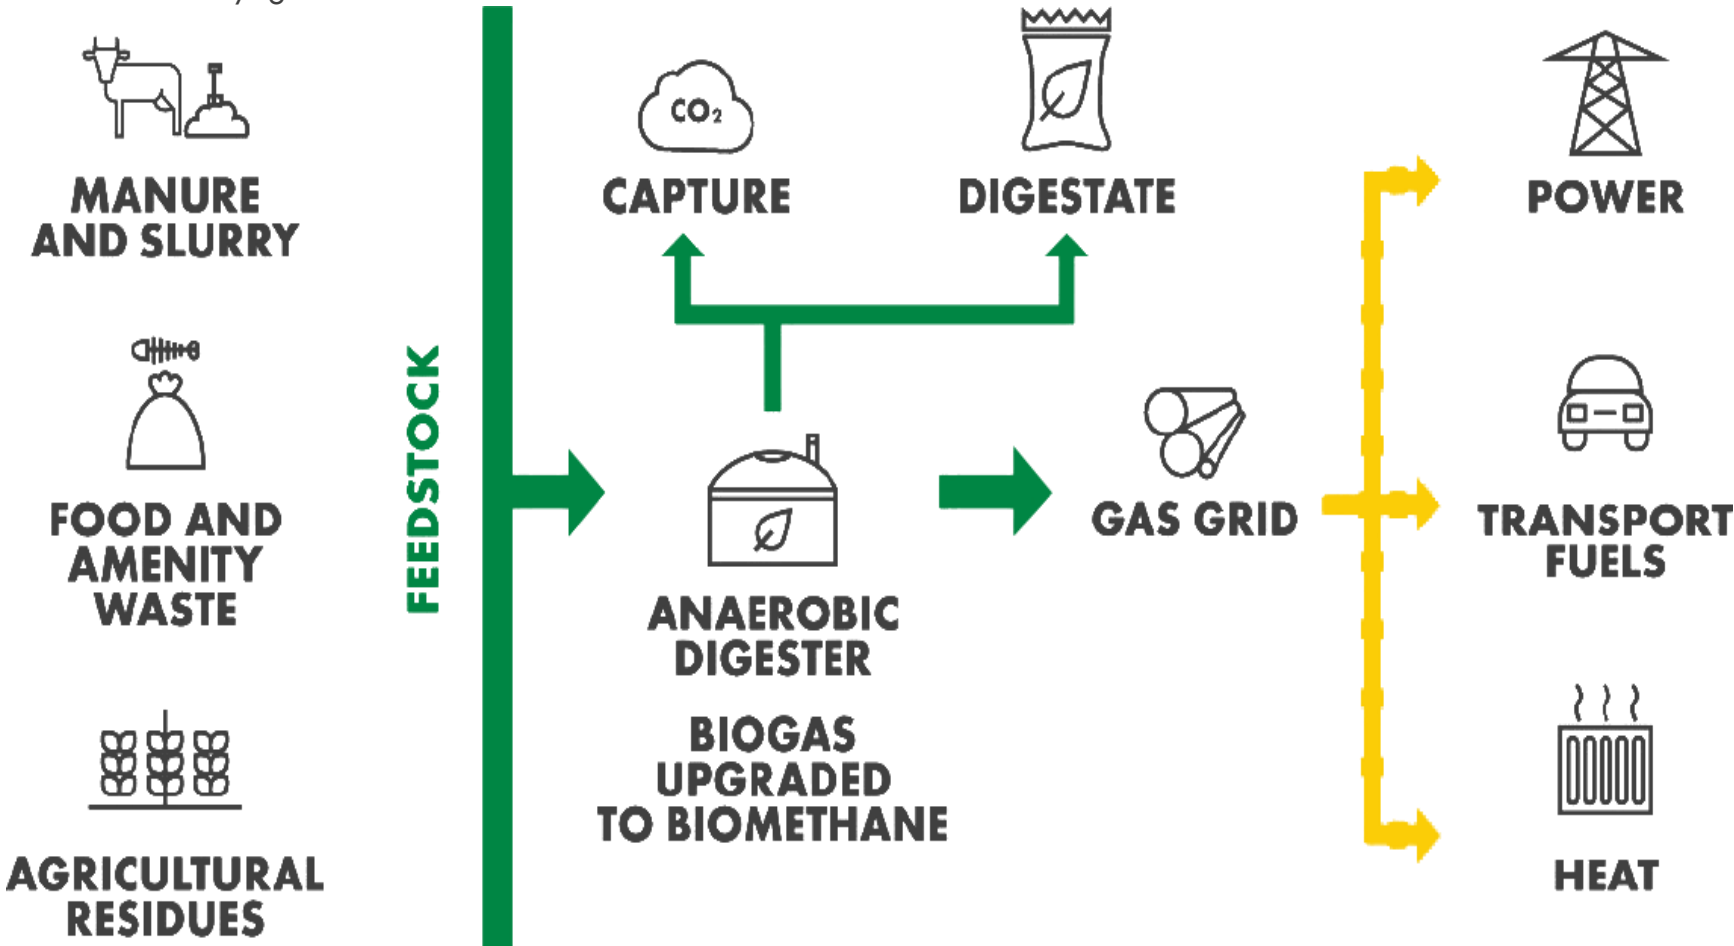 MANURE
AND SLURRY
FOOD AND
AMENITY
WASTE
AGRICULTURAL
RESIDUES
FEEDSTOCK
CO₂
CAPTURE
DIGESTATE
ANAEROBIC
DIGESTER
BIOGAS
UPGRADED
TO BIOMETHANE
GAS GRID
POWER
TRANSPORT
FUELS
HEAT